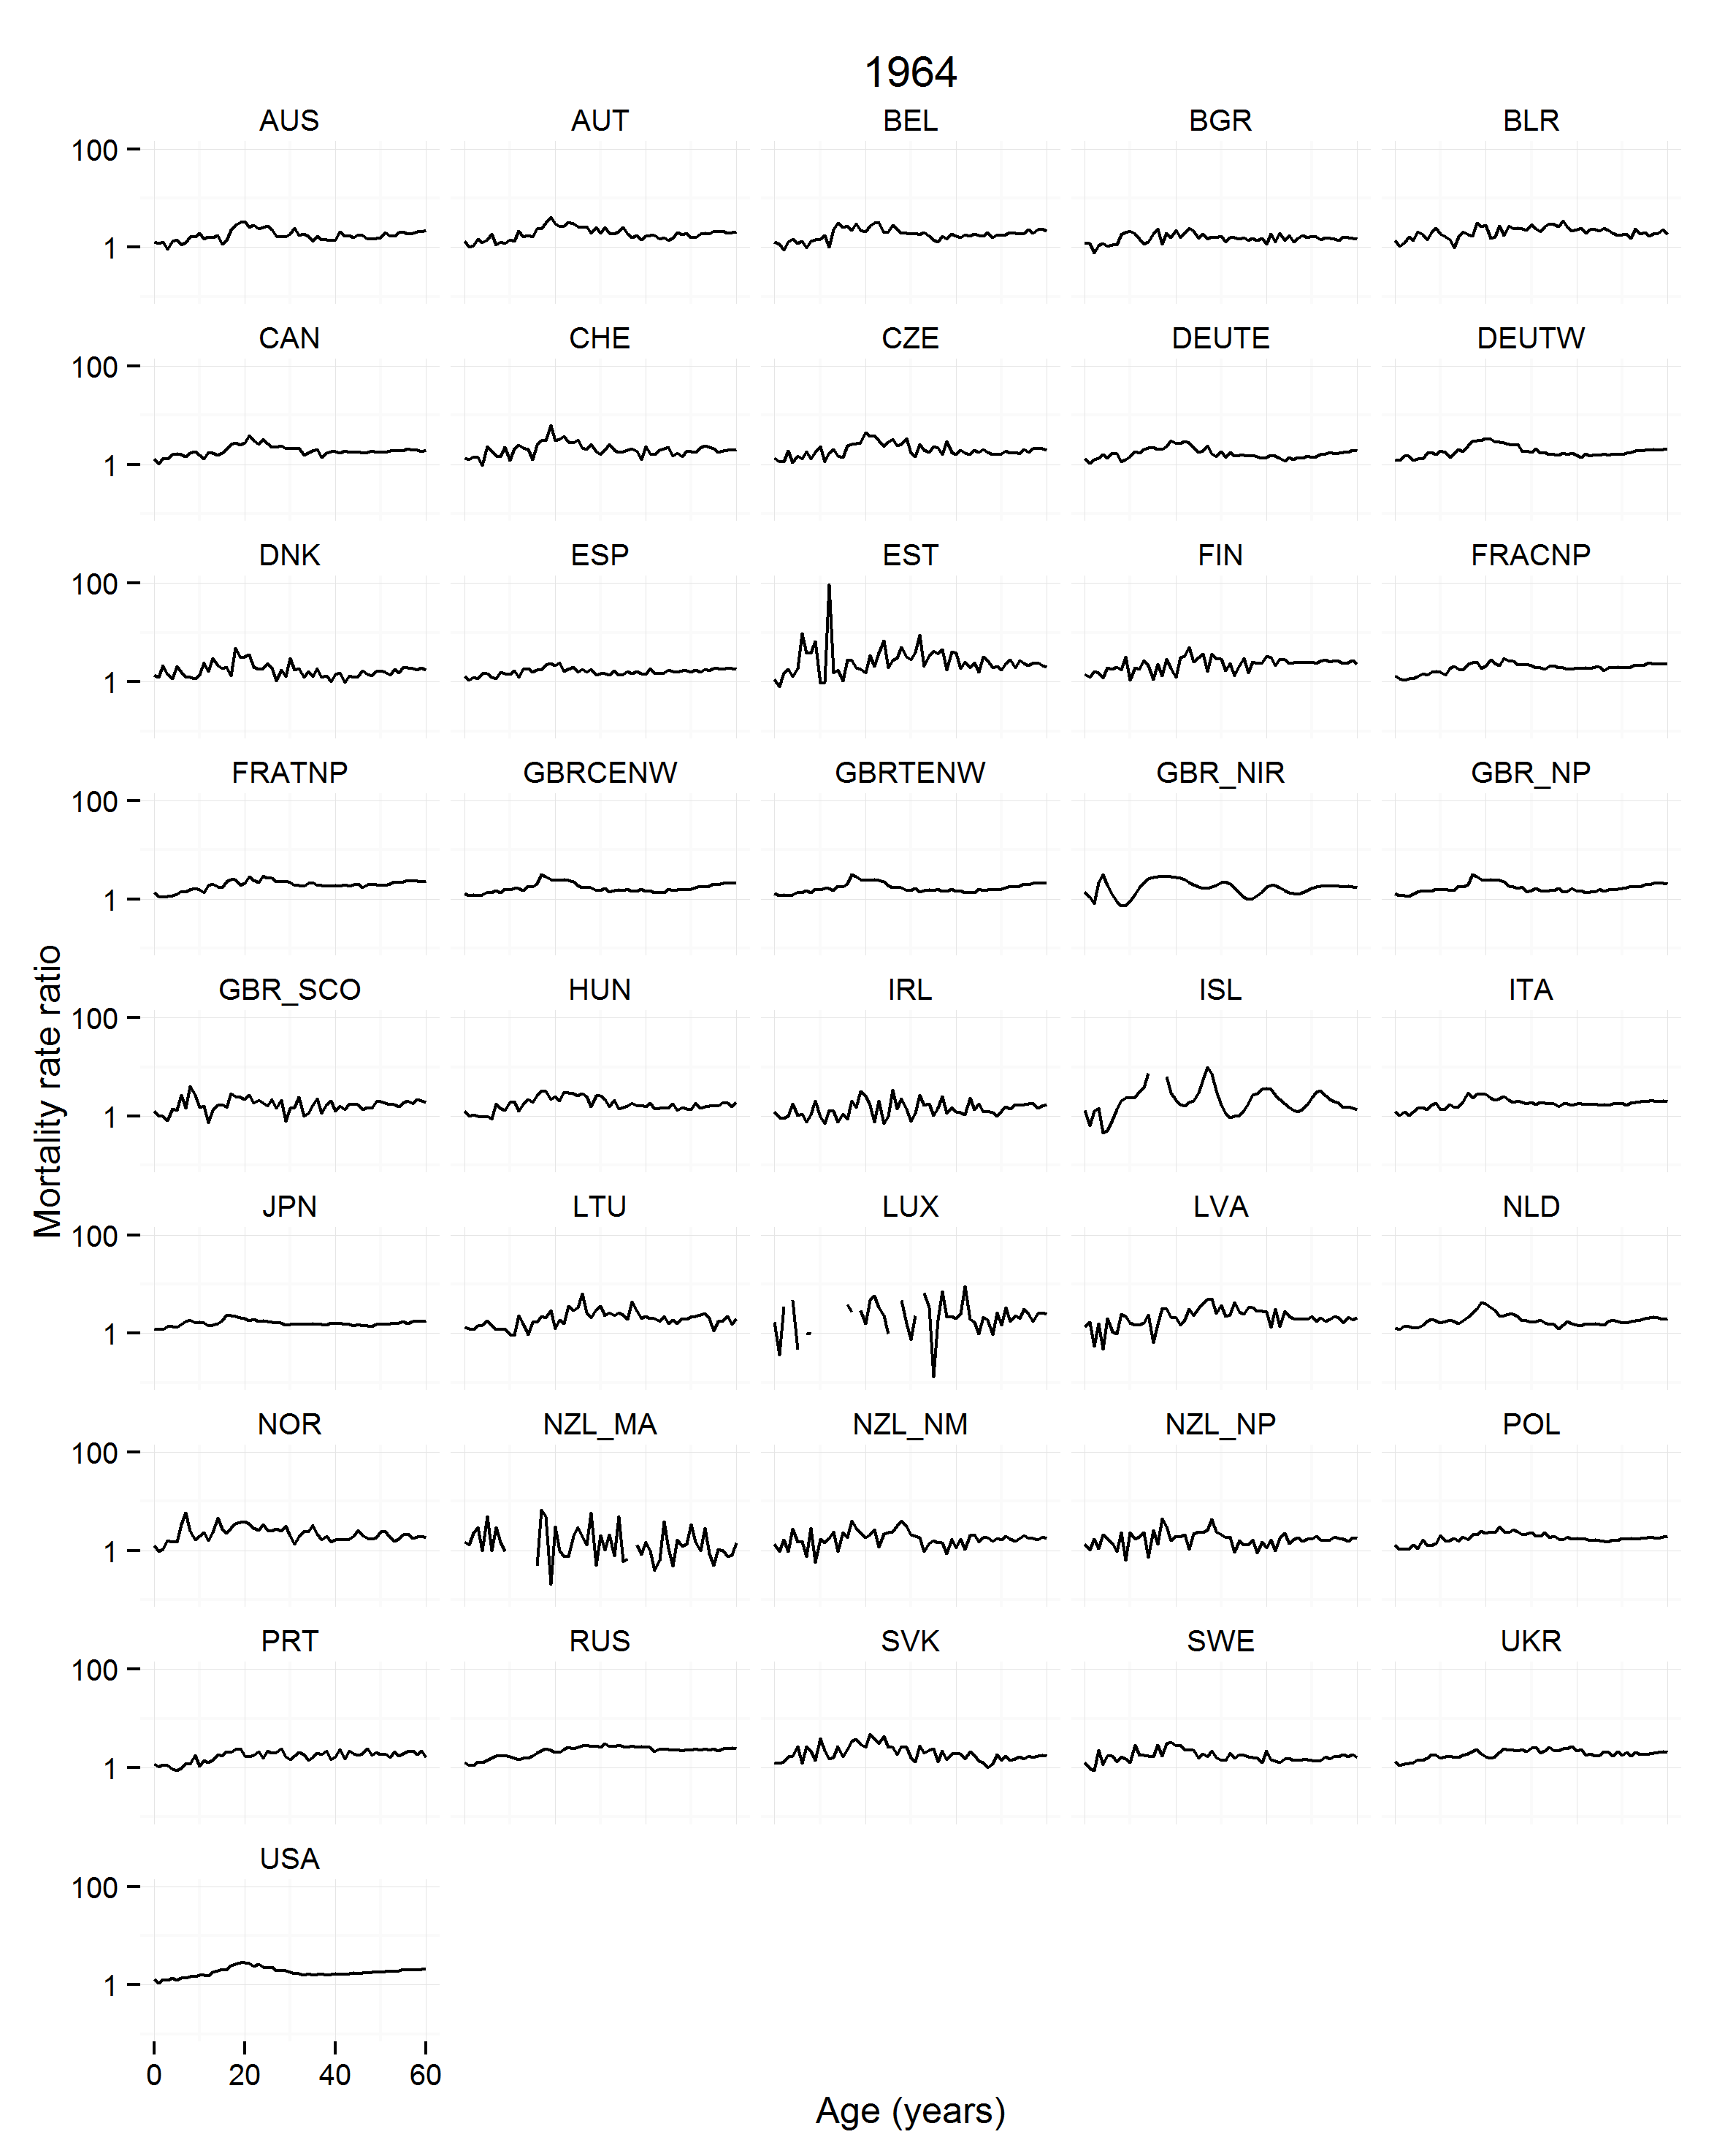 1964
AUS AUT BEL BGR BLR
100
1
CAN CHE CZE DEUTE DEUTW
100
1
DNK ESP EST FIN FRACNP
100
1
FRATNP GBRCENW GBRTENW GBR_NIR GBR_NP
100
1
GBR_SCO HUN IRL ISL ITA
100
1
JPN LTU LUX LVA NLD
100
1
NOR NZL_MA NZL_NM NZL_NP POL
100
1
PRT RUS SVK SWE UKR
100
1
USA
100
1
0 20 40 60
Age (years)
Mortality rate ratio